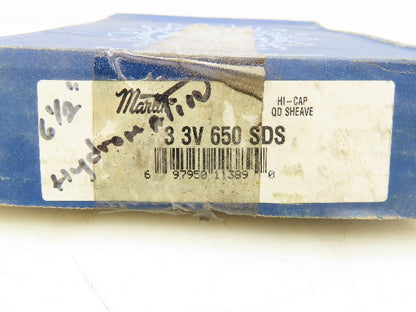 Martin
HI-CAP
QD SHEAVE
3 3V 650 SDS
6 97950 11389 0
6 1/2"
Hydromation